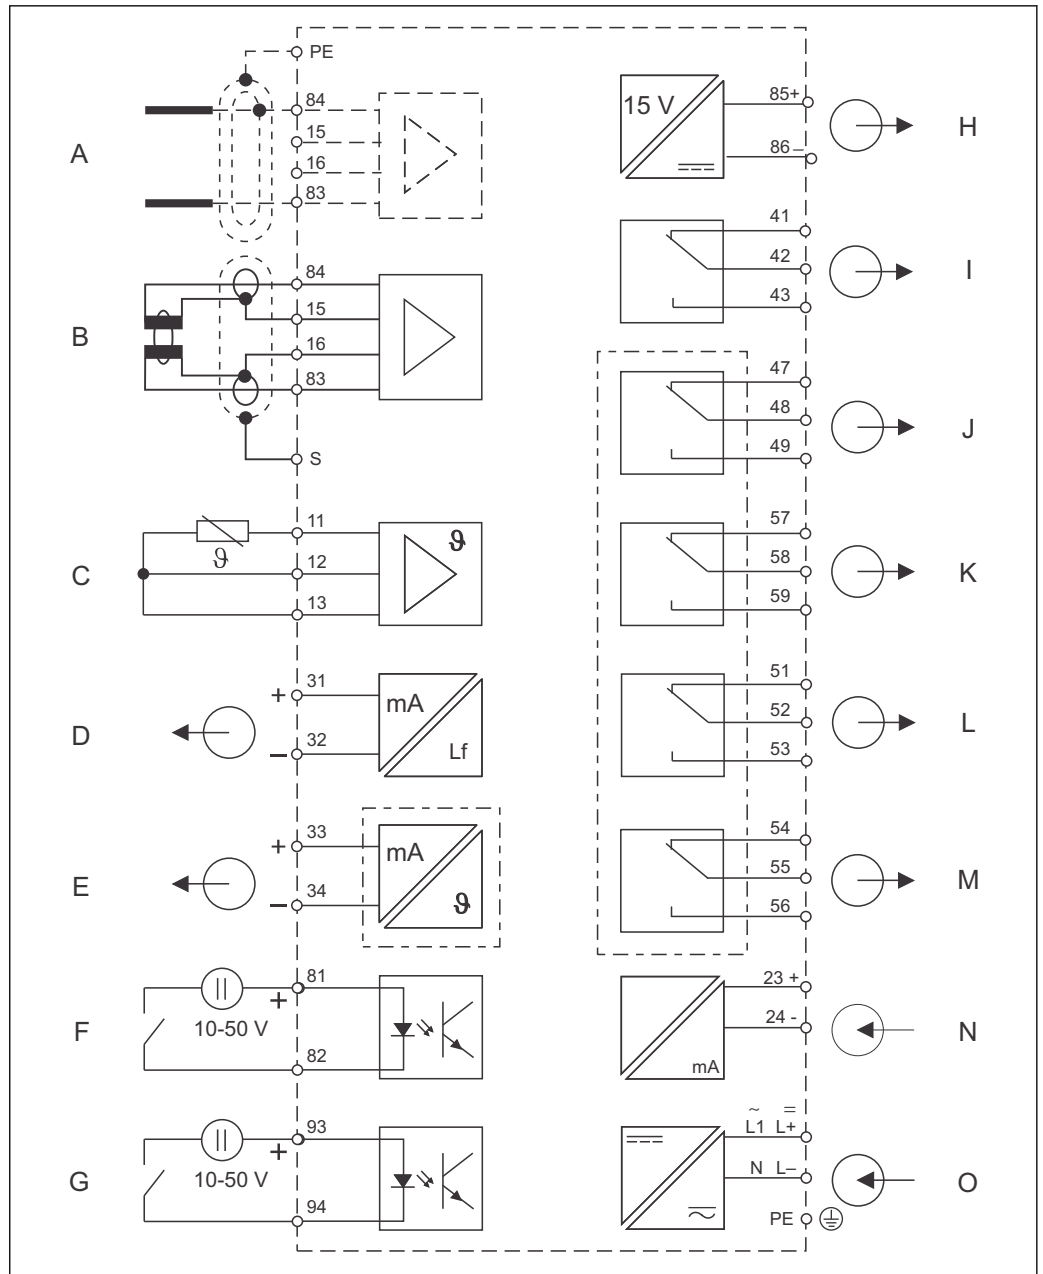 PE
84
15
16
83
A
84
15
16
83
S
B
11
12
13
ϑ
ϑ
C
31
32
+
–
mA
Lf
D
33
34
+
–
mA
ϑ
E
81
+
10-50 V
82
F
93
+
10-50 V
94
G
15 V
85+
86 –
H
41
42
43
I
47
48
49
J
57
58
59
K
51
52
53
L
54
55
56
M
23 +
24 -
mA
N
~ =
L1 L+
N L–
PE
O